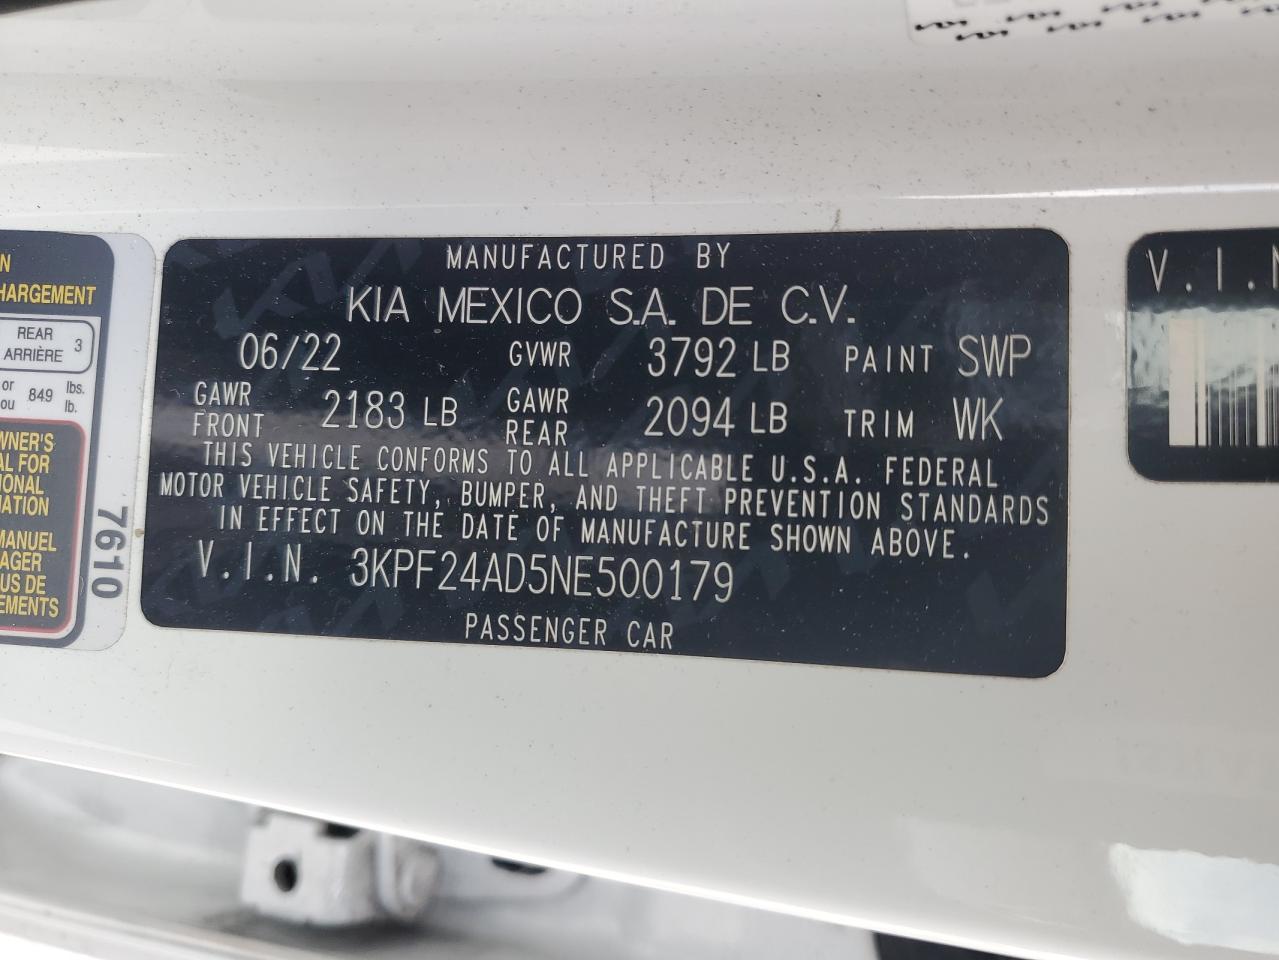 MANUFACTURED BY
KIA MEXICO S.A. DE C.V.
06/22 GVWR 3792 LB PAINT SWP
GAWR FRONT 2183 LB GAWR REAR 2094 LB TRIM WK
THIS VEHICLE CONFORMS TO ALL APPLICABLE U.S.A. FEDERAL
MOTOR VEHICLE SAFETY, BUMPER, AND THEFT PREVENTION STANDARDS
IN EFFECT ON THE DATE OF MANUFACTURE SHOWN ABOVE.
V.I.N. 3KPF24AD5NE500179
PASSENGER CAR
N
HARGEMENT
REAR
ARRIÈRE 3
or
ou 849 lbs.
lb.
WNER'S
AL FOR
IONAL
MATION
MANUEL
AGER
US DE
EMENTS
7610
V.I.N